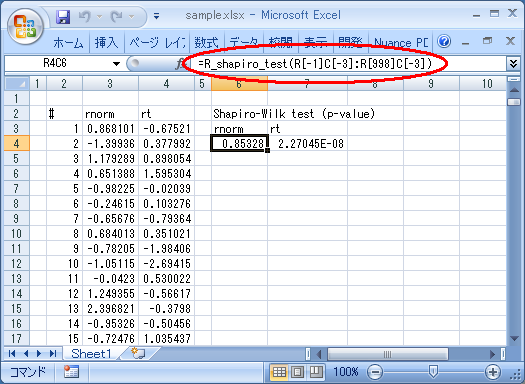 sample.xlsx - Microsoft Excel
ホーム 挿入 ページ レイア 数式 データ 校閲 表示 開発 Nuance PD
R4C6 fx =R_shapiro_test(R[-1]C[-3]:R[998]C[-3])
2 3 4 5 6 7 8 9
1
2 # rnorm rt Shapiro-Wilk test (p-value)
3 1 0.868101 -0.67521 rnorm rt
4 2 -1.39936 0.377992 0.85328 2.27045E-08
5 3 1.179289 0.898054
6 4 0.651388 1.595304
7 5 -0.98225 -0.02039
8 6 -0.24615 0.103276
9 7 -0.65676 -0.79364
10 8 0.684013 0.351021
11 9 -0.78205 -1.98406
12 10 -1.05115 -2.69415
13 11 -0.0423 0.530022
14 12 1.249355 -0.56617
15 13 2.396821 -0.3798
16 14 -0.95326 -0.50456
17 15 -0.72476 1.035437
Sheet1
コマンド 100%